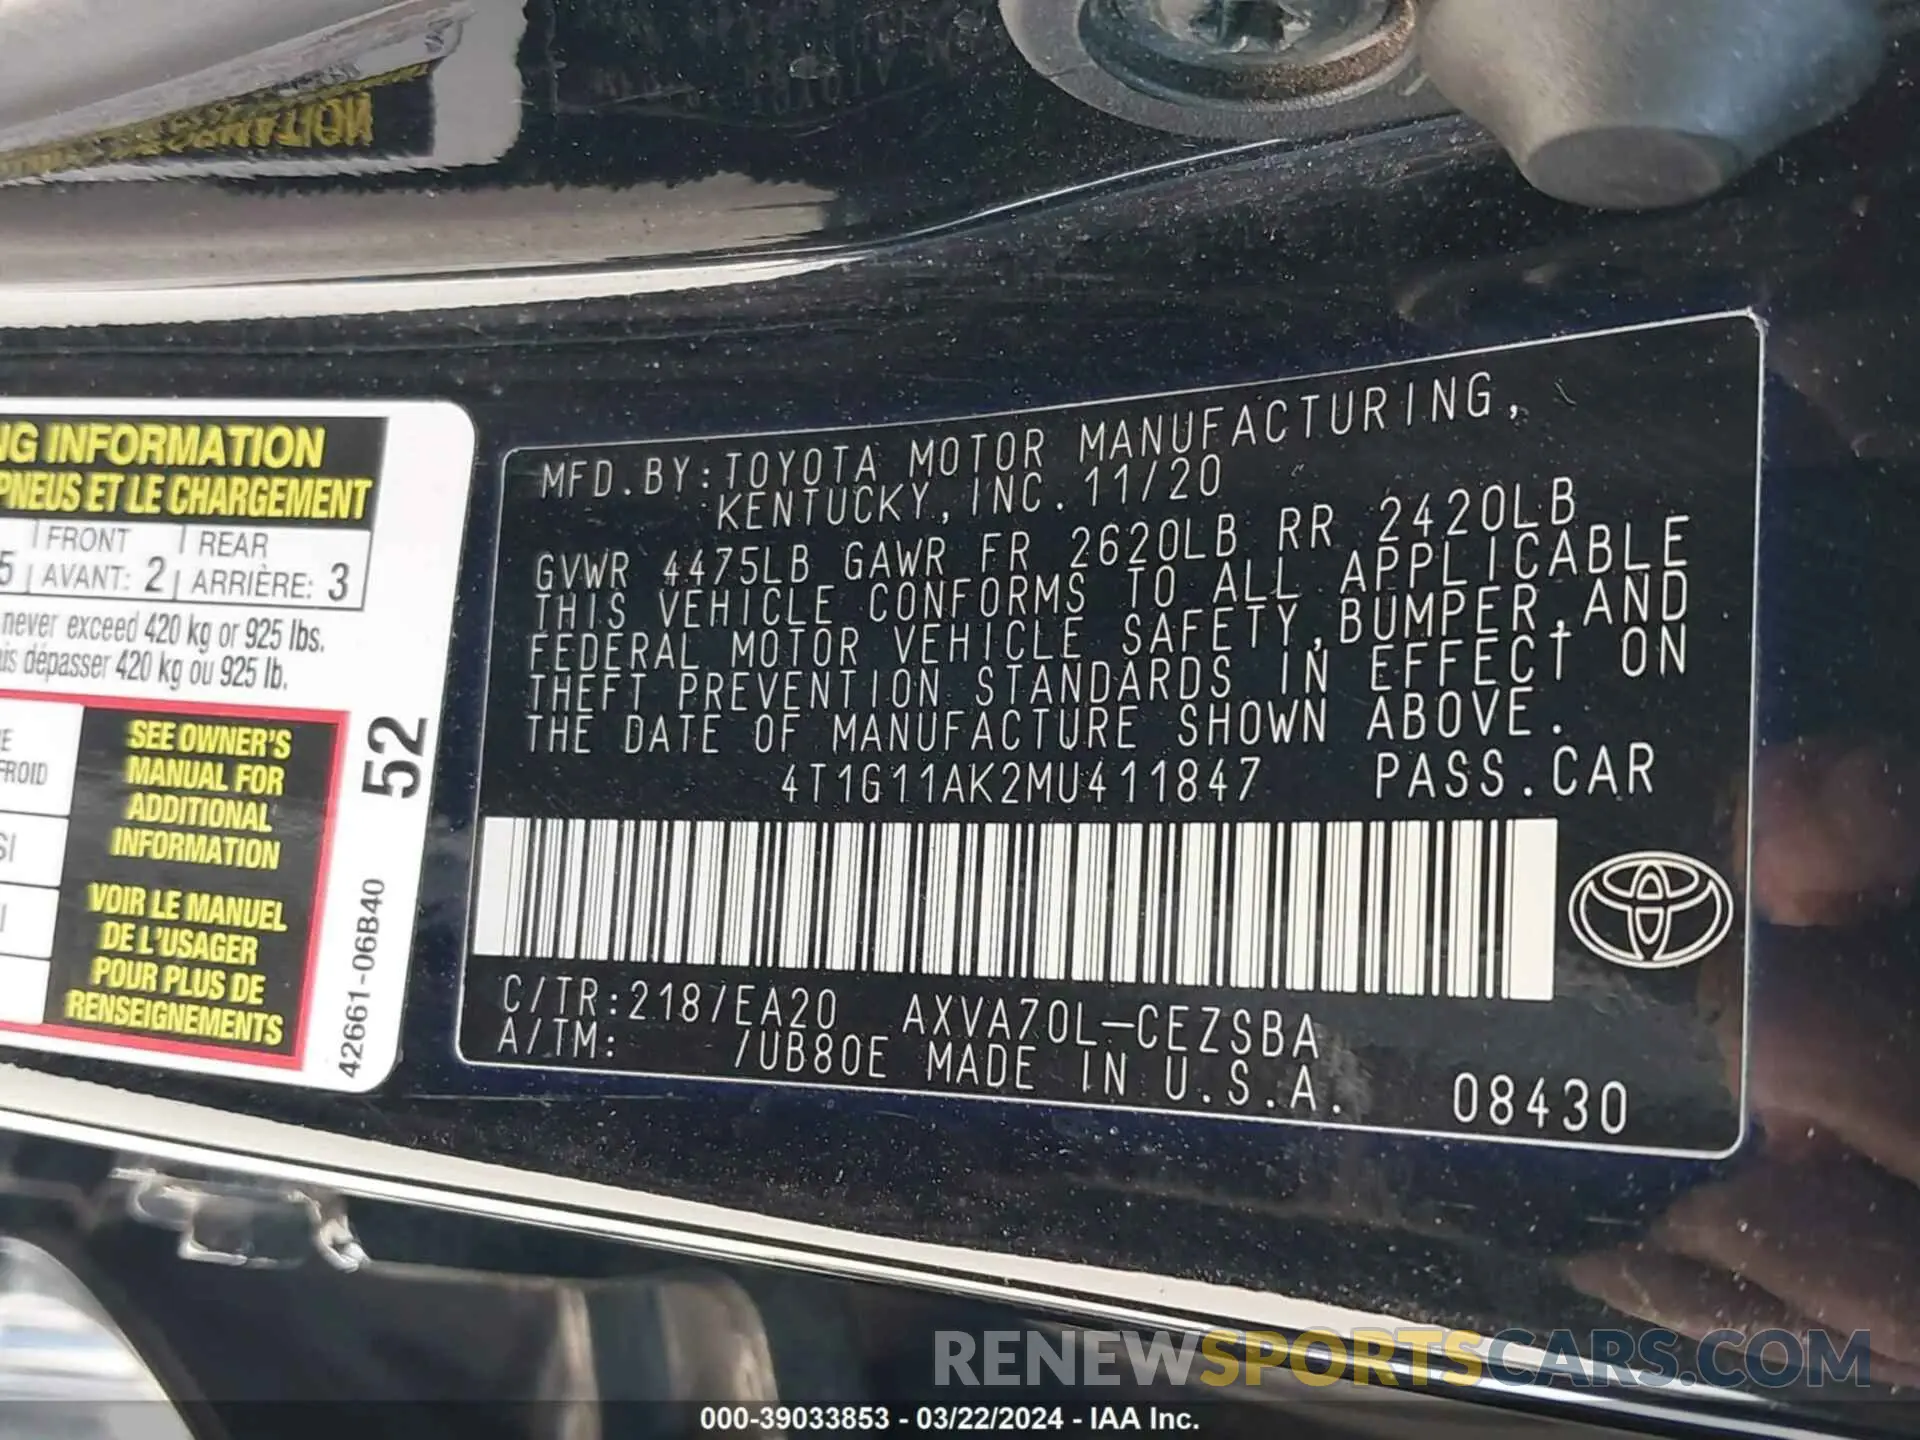 NG INFORMATION
PNEUS ET LE CHARGEMENT
5 FRONT AVANT: 2 REAR ARRIÈRE: 3
never exceed 420 kg or 925 lbs.
dépasser 420 kg ou 925 lb.
FROID
SEE OWNER'S
MANUAL FOR
ADDITIONAL
INFORMATION
VOIR LE MANUEL
DE L'USAGER
POUR PLUS DE
RENSEIGNEMENTS
52
42661-06B40
MFD.BY:TOYOTA MOTOR MANUFACTURING,
KENTUCKY,INC.11/20
GVWR 4475LB GAWR FR 2620LB RR 2420LB
THIS VEHICLE CONFORMS TO ALL APPLICABLE
FEDERAL MOTOR VEHICLE SAFETY,BUMPER,AND
THEFT PREVENTION STANDARDS IN EFFECT ON
THE DATE OF MANUFACTURE SHOWN ABOVE.
4T1G11AK2MU411847 PASS.CAR
C/TR:218/EA20 AXVA70L-CEZSBA
A/TM: /UB80E MADE IN U.S.A.
08430
RENEWSPORTSCARS.COM
000-39033853 - 03/22/2024 - IAA Inc.